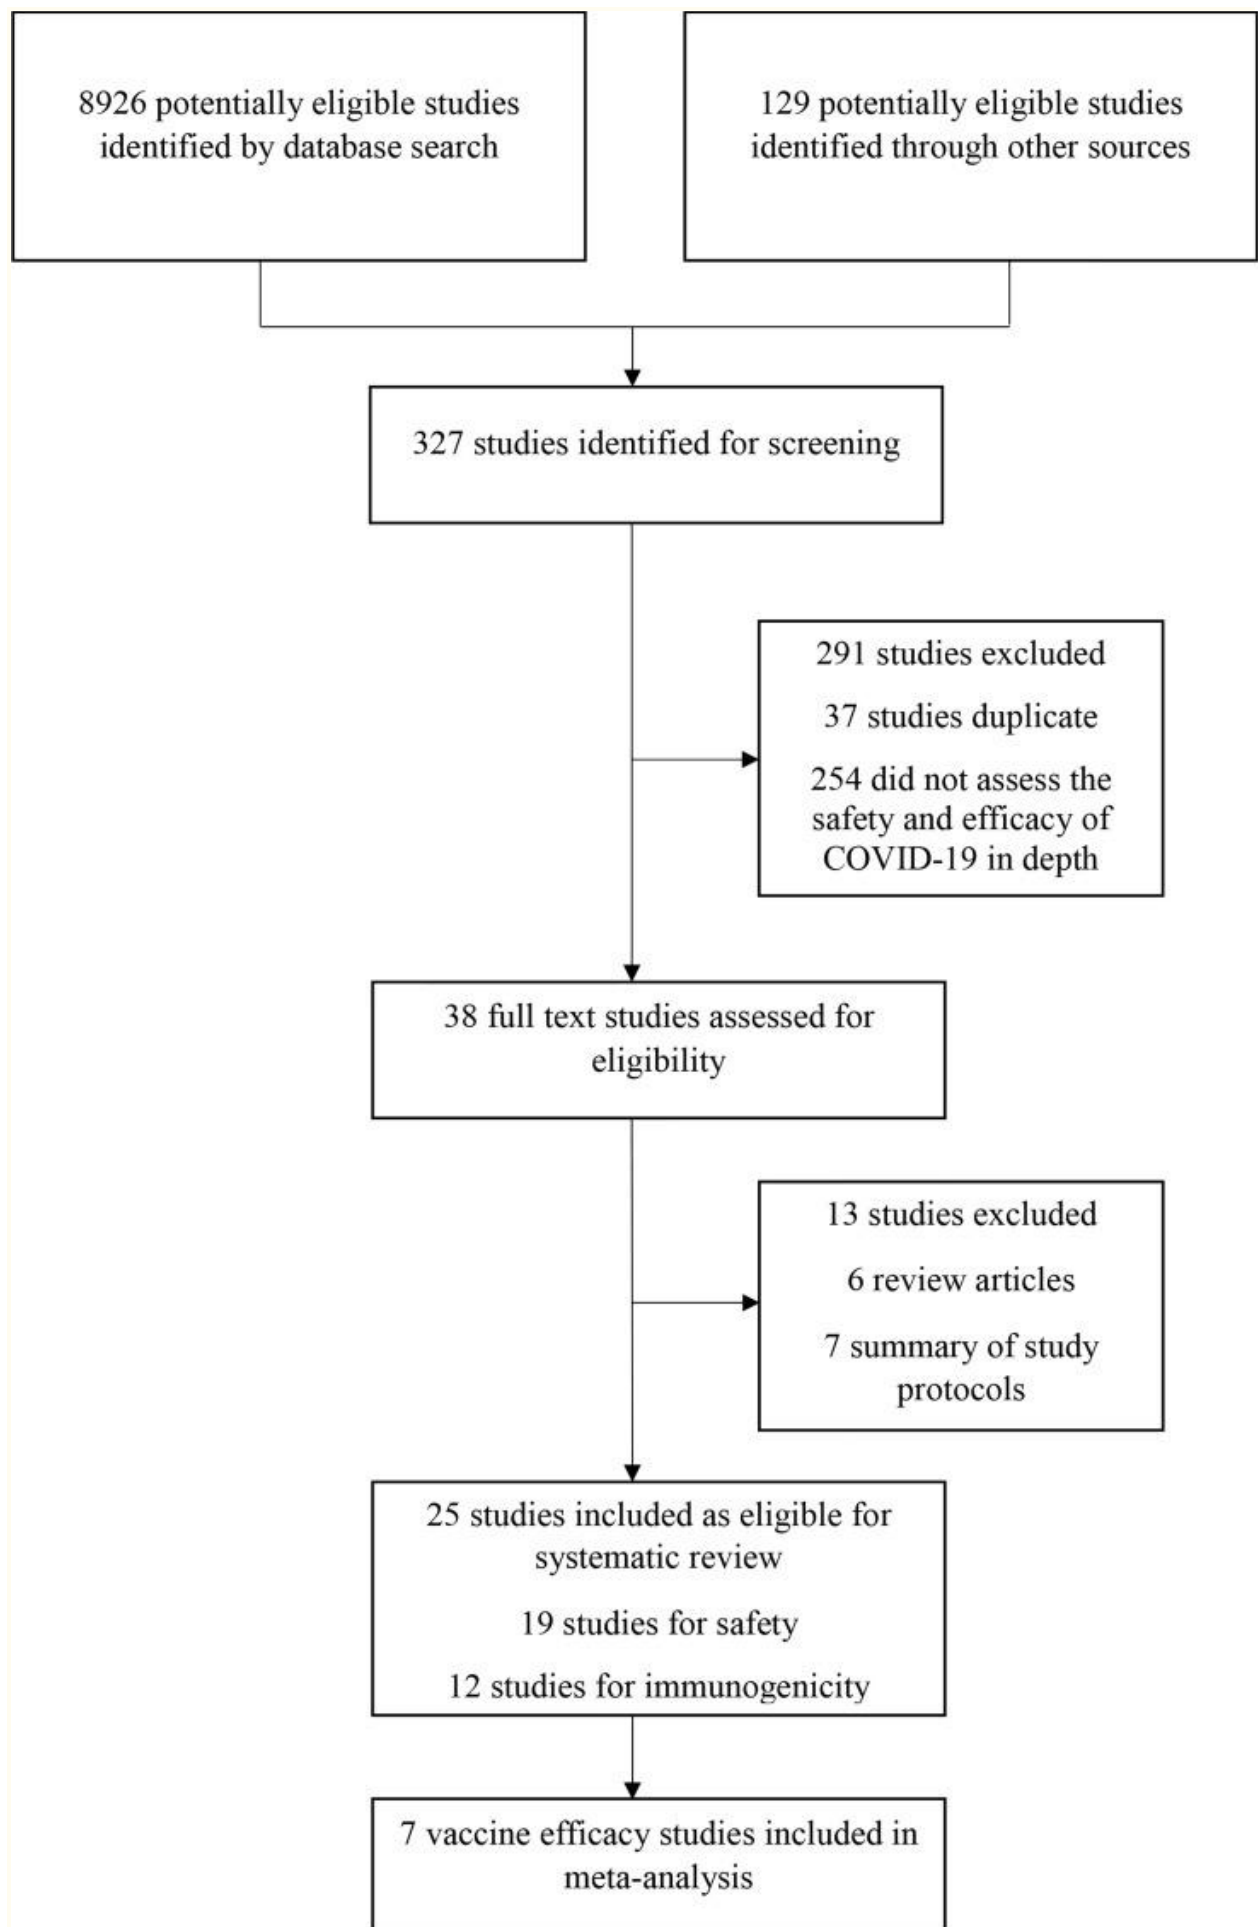 8926 potentially eligible studies
identified by database search
129 potentially eligible studies
identified through other sources
327 studies identified for screening
291 studies excluded
37 studies duplicate
254 did not assess the
safety and efficacy of
COVID-19 in depth
38 full text studies assessed for
eligibility
13 studies excluded
6 review articles
7 summary of study
protocols
25 studies included as eligible for
systematic review
19 studies for safety
12 studies for immunogenicity
7 vaccine efficacy studies included in
meta-analysis